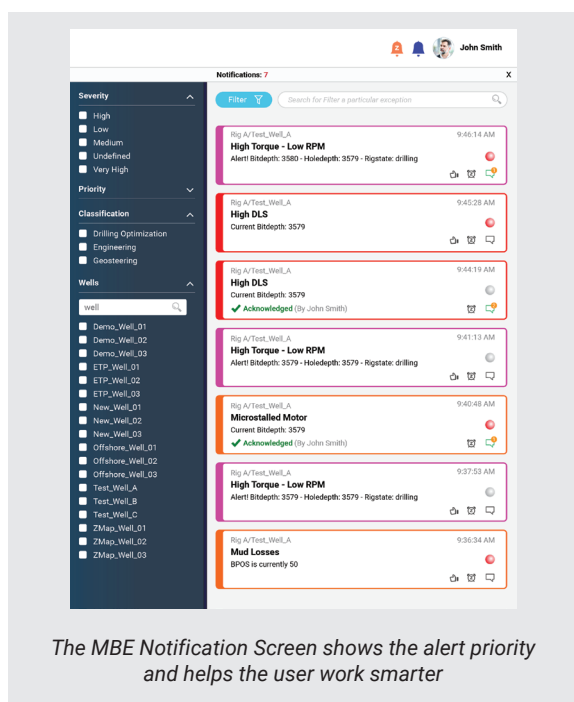 John Smith
Notifications: 7
X
Severity
High
Low
Medium
Undefined
Very High
Priority
Classification
Drilling Optimization
Engineering
Geosteering
Wells
well
Demo_Well_01
Demo_Well_02
Demo_Well_03
ETP_Well_01
ETP_Well_02
ETP_Well_03
New_Well_01
New_Well_02
New_Well_03
Offshore_Well_01
Offshore_Well_02
Offshore_Well_03
Test_Well_A
Test_Well_B
Test_Well_C
ZMap_Well_01
ZMap_Well_02
ZMap_Well_03
Filter
Search for Filter a particular exception
Rig A/Test_Well_A 9:46:14 AM
High Torque - Low RPM
Alert! Bitdepth: 3580 - Holedepth: 3579 - Rigstate: drilling
Rig A/Test_Well_A 9:45:28 AM
High DLS
Current Bitdepth: 3579
Rig A/Test_Well_A 9:44:19 AM
High DLS
Current Bitdepth: 3579
Acknowledged (By John Smith)
Rig A/Test_Well_A 9:41:13 AM
High Torque - Low RPM
Alert! Bitdepth: 3579 - Holedepth: 3579 - Rigstate: drilling
Rig A/Test_Well_A 9:40:48 AM
Microstalled Motor
Current Bitdepth: 3579
Acknowledged (By John Smith)
Rig A/Test_Well_A 9:37:53 AM
High Torque - Low RPM
Alert! Bitdepth: 3579 - Holedepth: 3579 - Rigstate: drilling
Rig A/Test_Well_A 9:36:34 AM
Mud Losses
BPOS is currently 50
The MBE Notification Screen shows the alert priority
and helps the user work smarter